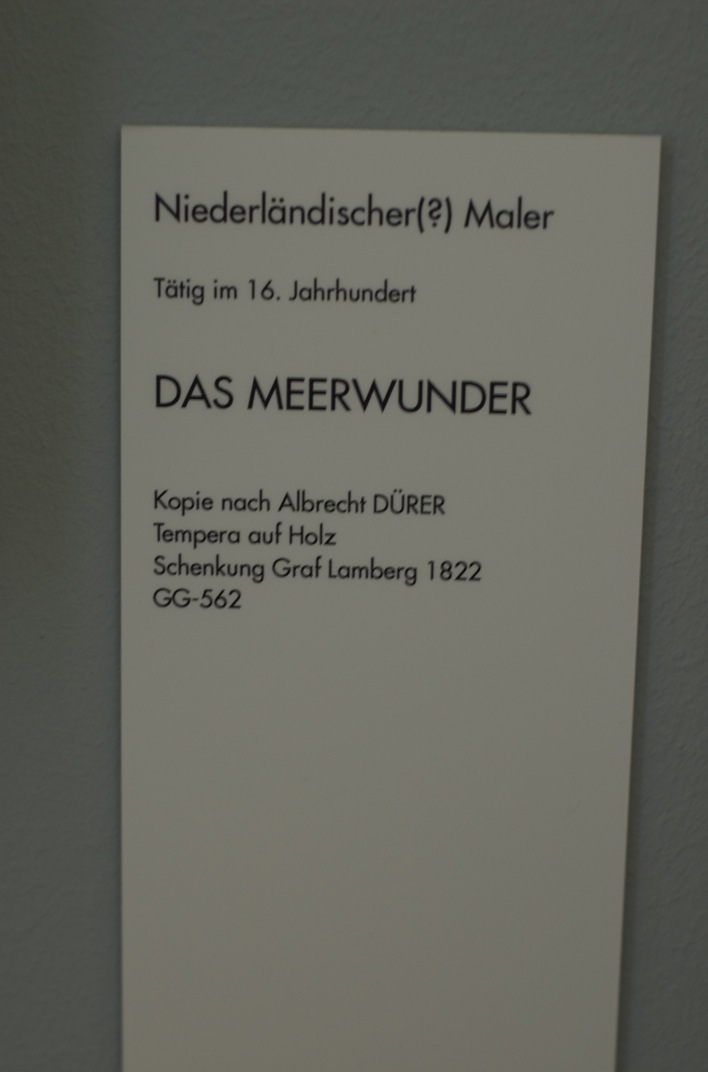 Niederländischer(?) Maler
Tätig im 16. Jahrhundert
DAS MEERWUNDER
Kopie nach Albrecht DÜRER
Tempera auf Holz
Schenkung Graf Lamberg 1822
GG-562